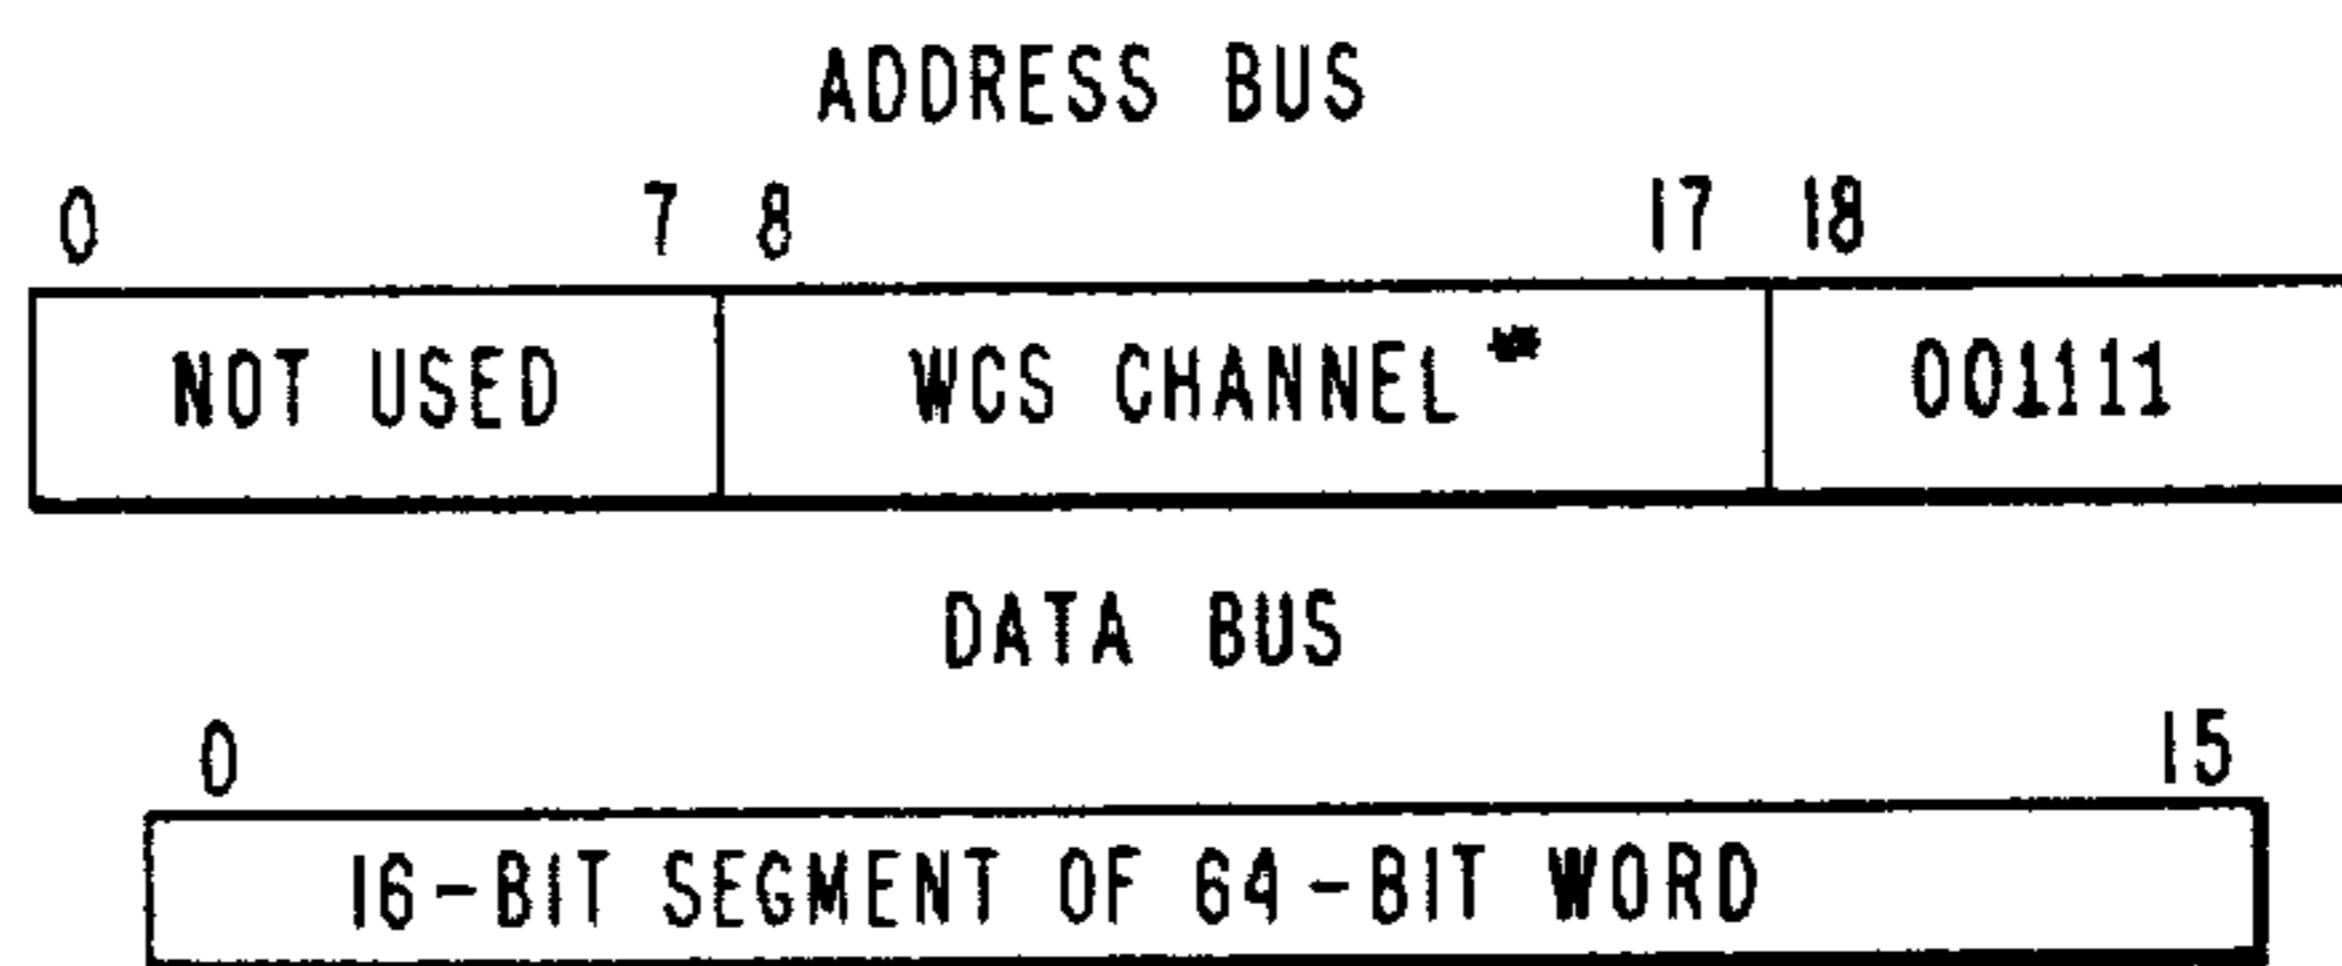 ADDRESS BUS
0 7 8 17 18
NOT USED WCS CHANNEL * 001111
DATA BUS
0 15
16-BIT SEGMENT OF 64-BIT WORD